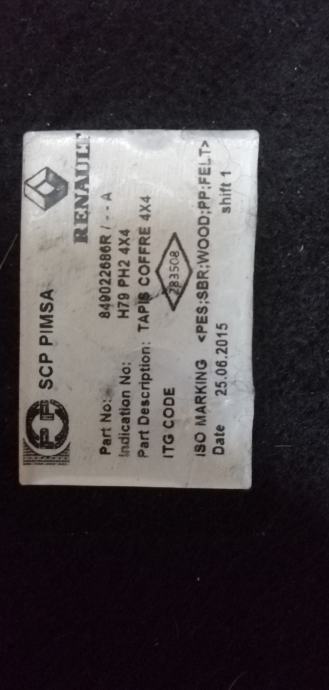 SCP PIMSA
RENAULT
Part No: 849022686R / - - A
Indication No: H79 PH2 4X4
Part Description: TAPIS COFFRE 4X4
ITG CODE 283508
ISO MARKING <PES;SBR;WOOD;PP;FELT>
Date 25.06.2015 shift 1